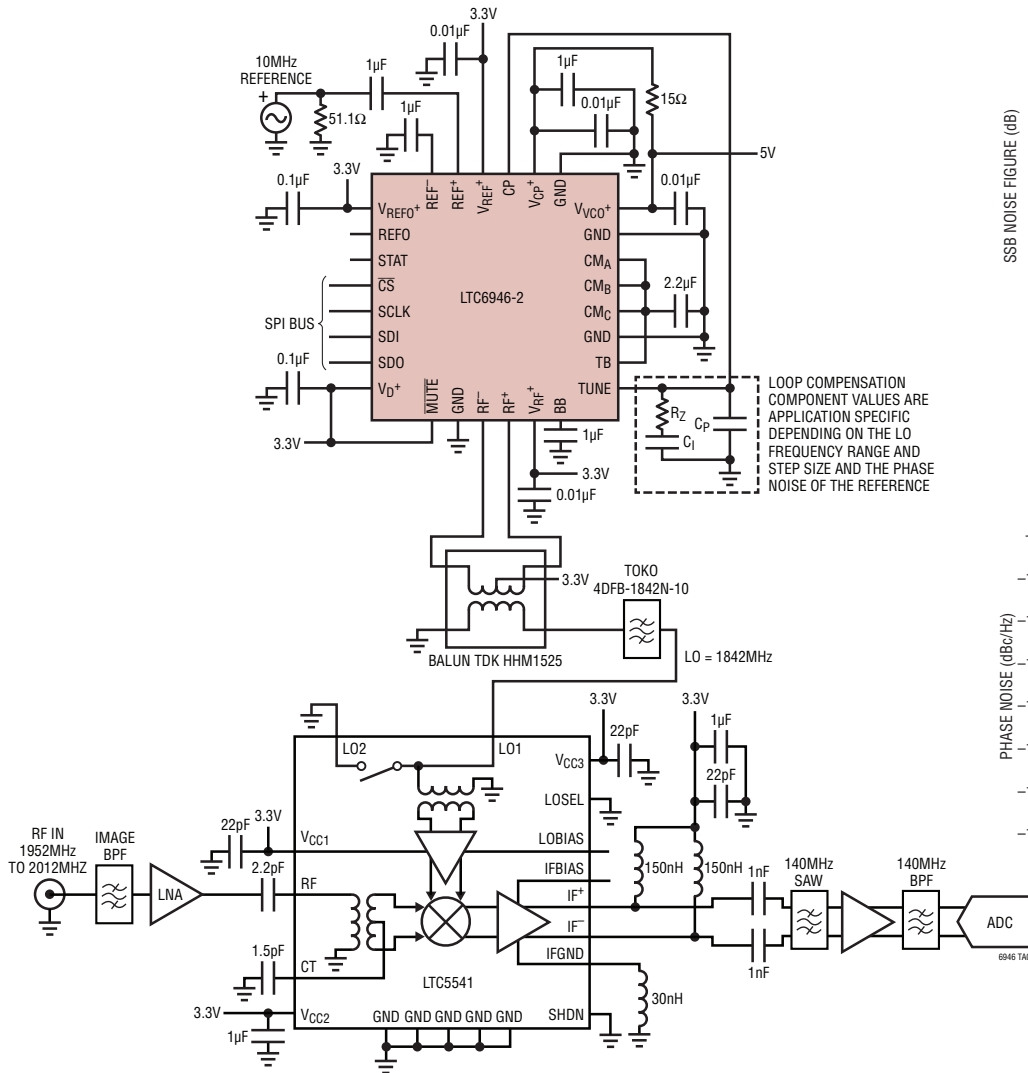 3.3V
0.01µF
10MHz
REFERENCE
1µF
1µF
0.01µF
15Ω
+
51.1Ω
1µF
3.3V
0.1µF
5V
0.01µF
REF⁻
REF⁺
VREF⁺
CP
VCP⁺
GND
VREFO⁺
REFO
STAT
CS
SCLK
SDI
SDO
VD⁺
SPI BUS
LTC6946-2
VVCO⁺
GND
CMA
CMB
CMC
GND
TB
TUNE
2.2µF
0.1µF
3.3V
MUTE
GND
RF⁻
RF⁺
VRF⁺
BB
1µF
3.3V
0.01µF
RZ
CI
CP
LOOP COMPENSATION
COMPONENT VALUES ARE
APPLICATION SPECIFIC
DEPENDING ON THE LO
FREQUENCY RANGE AND
STEP SIZE AND THE PHASE
NOISE OF THE REFERENCE
SSB NOISE FIGURE (dB)
3.3V
BALUN TDK HHM1525
TOKO
4DFB-1842N-10
LO = 1842MHz
PHASE NOISE (dBc/Hz)
3.3V
22pF
3.3V
1µF
22pF
LO2
LO1
VCC3
LOSEL
LOBIAS
IFBIAS
IF⁺
IF⁻
IFGND
SHDN
150nH
150nH
1nF
1nF
30nH
3.3V
22pF
VCC1
RF IN
1952MHz
TO 2012MHZ
IMAGE
BPF
LNA
2.2pF
RF
1.5pF
CT
3.3V
VCC2
1µF
LTC5541
GND GND GND GND GND
140MHz
SAW
140MHz
BPF
ADC